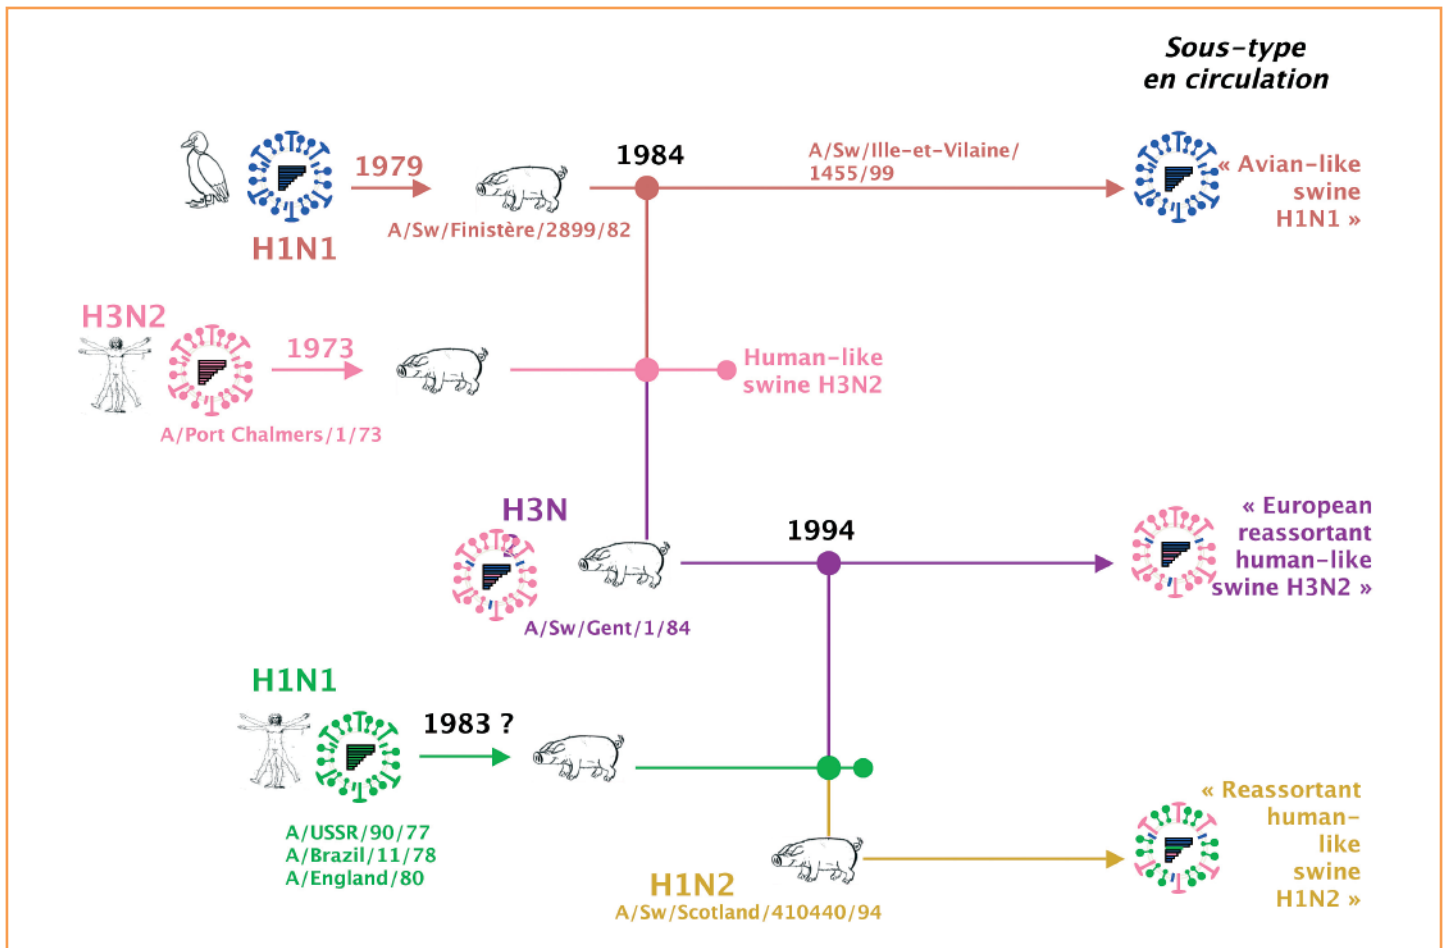 Sous-type
en circulation
1979
1984
A/Sw/Ille-et-Vilaine/
1455/99
« Avian-like
swine
H1N1 »
A/Sw/Finistère/2899/82
H1N1
H3N2
1973
Human-like
swine H3N2
A/Port Chalmers/1/73
H3N
2
1994
« European
reassortant
human-like
swine H3N2 »
A/Sw/Gent/1/84
H1N1
1983 ?
A/USSR/90/77
A/Brazil/11/78
A/England/80
« Reassortant
human-
like
swine
H1N2 »
H1N2
A/Sw/Scotland/410440/94